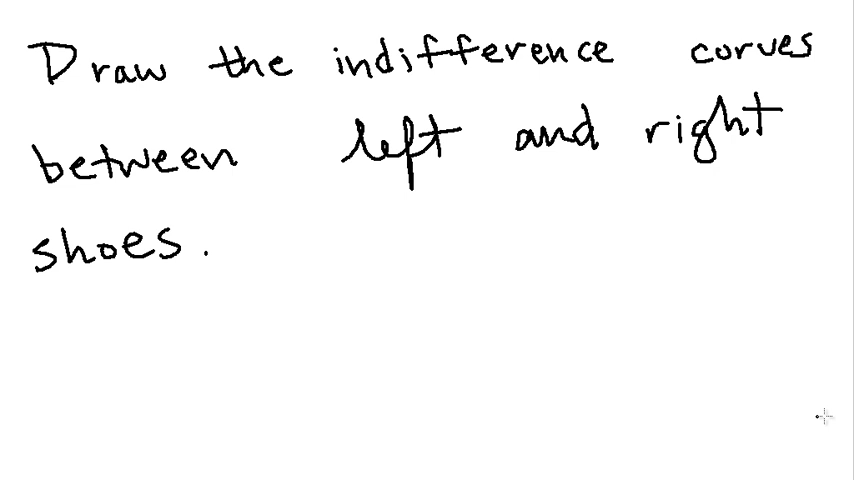 Draw the indifference curves
between left and right
shoes.